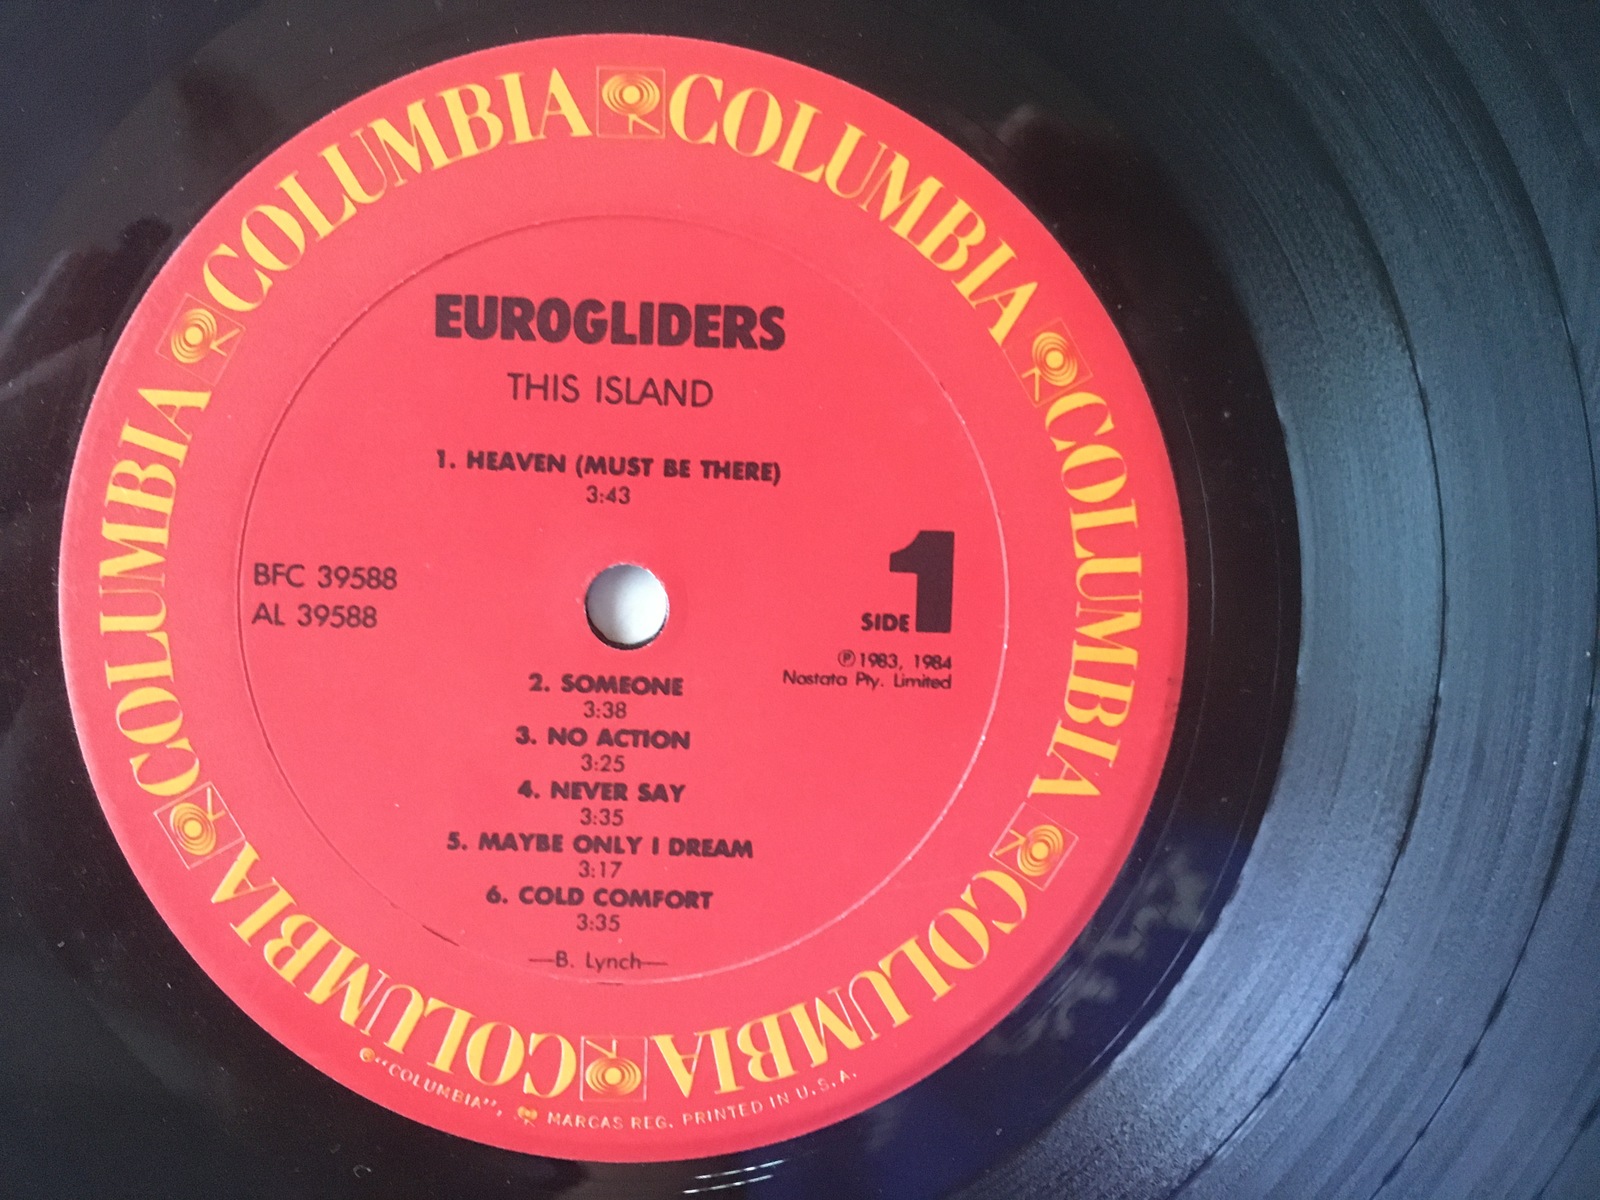 COLUMBIA COLUMBIA COLUMBIA COLUMBIA COLUMBIA COLUMBIA
EUROGLIDERS
THIS ISLAND
1. HEAVEN (MUST BE THERE)
3:43
BFC 39588
AL 39588
SIDE 1
℗1983, 1984
Nostata Pty. Limited
2. SOMEONE
3:38
3. NO ACTION
3:25
4. NEVER SAY
3:35
5. MAYBE ONLY I DREAM
3:17
6. COLD COMFORT
3:35
—B. Lynch—
©"COLUMBIA", MARCAS REG. PRINTED IN U.S.A.